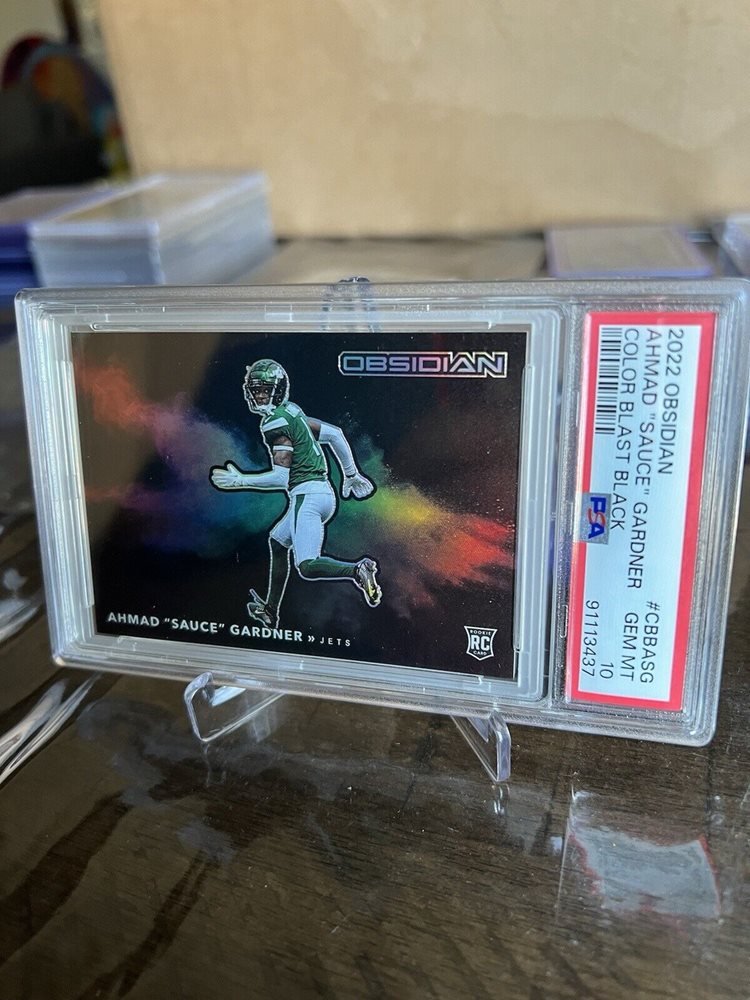 OBSIDIAN
AHMAD "SAUCE" GARDNER » JETS
ROOKIE
RC
CARD
2022 OBSIDIAN #CBBASG
AHMAD "SAUCE" GARDNER GEM MT
COLOR BLAST BLACK 10
PSA 91113437